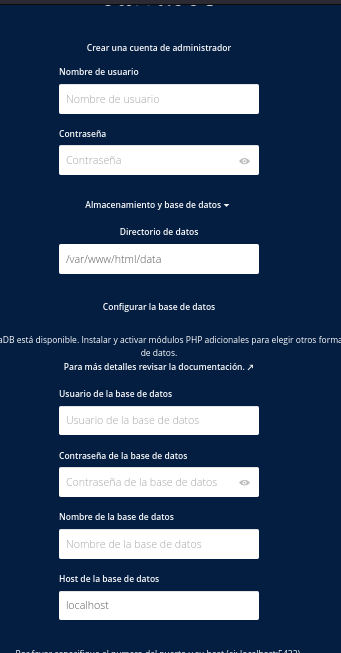 Crear una cuenta de administrador
Nombre de usuario
Nombre de usuario
Contraseña
Contraseña
Almacenamiento y base de datos
Directorio de datos
/var/www/html/data
Configurar la base de datos
aDB está disponible. Instalar y activar módulos PHP adicionales para elegir otros forma
de datos.
Para más detalles revisar la documentación. ↗
Usuario de la base de datos
Usuario de la base de datos
Contraseña de la base de datos
Contraseña de la base de datos
Nombre de la base de datos
Nombre de la base de datos
Host de la base de datos
localhost